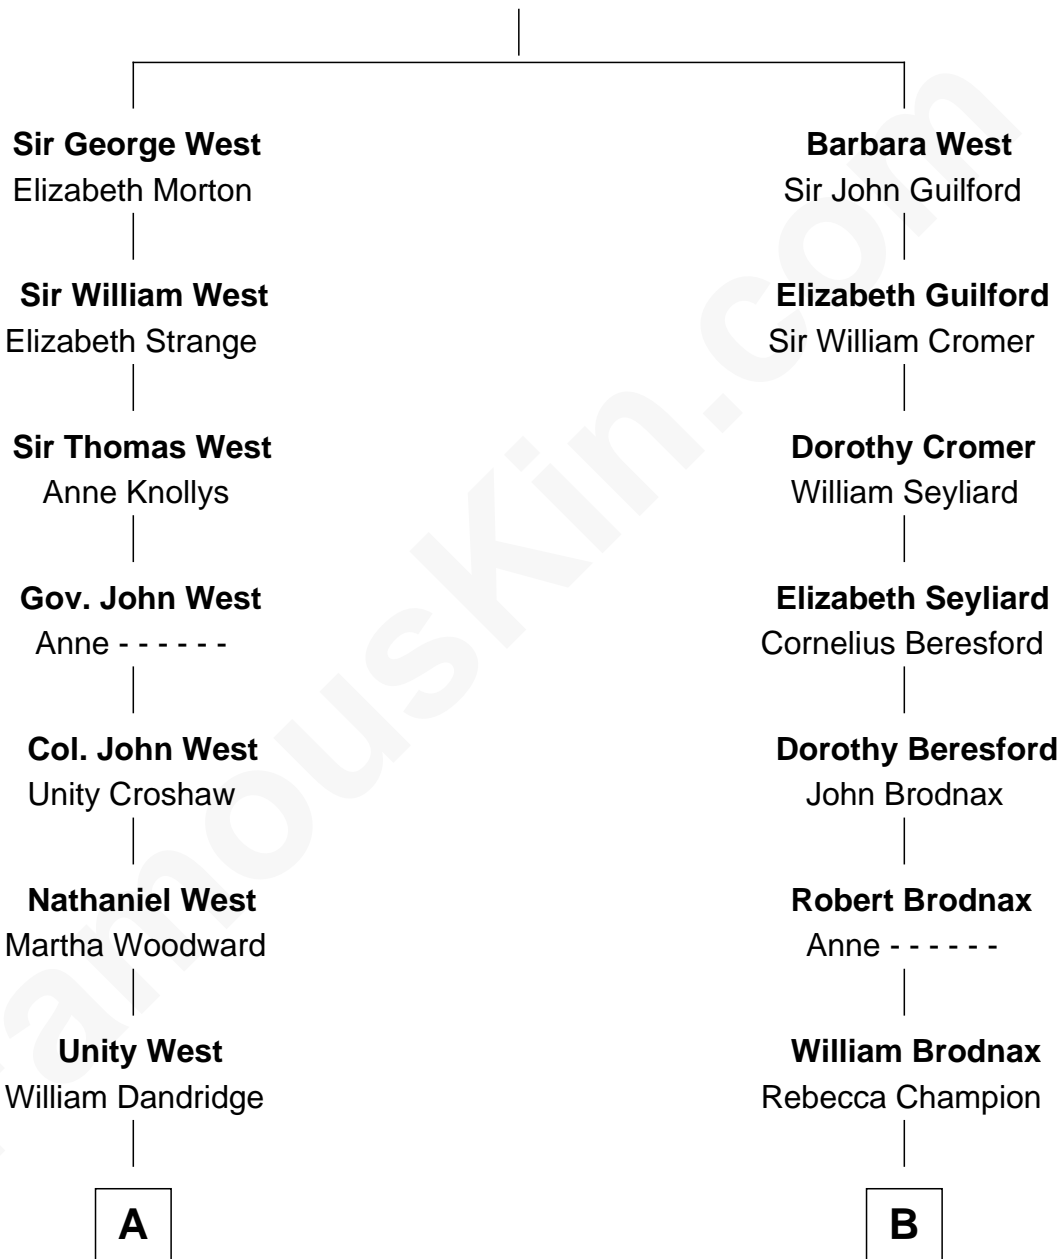 Sir George West
Elizabeth Morton
Sir William West
Elizabeth Strange
Sir Thomas West
Anne Knollys
Gov. John West
Anne - - - - - -
Col. John West
Unity Croshaw
Nathaniel West
Martha Woodward
Unity West
William Dandridge
A
Barbara West
Sir John Guilford
Elizabeth Guilford
Sir William Cromer
Dorothy Cromer
William Seyliard
Elizabeth Seyliard
Cornelius Beresford
Dorothy Beresford
John Brodnax
Robert Brodnax
Anne - - - - - -
William Brodnax
Rebecca Champion
B
FamousKin.com